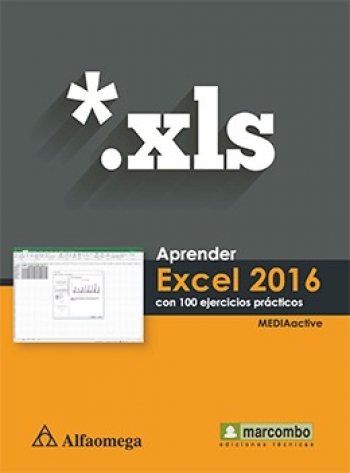 *.xls
Aprender
Excel 2016
con 100 ejercicios prácticos
MEDIAactive
Alfaomega
marcombo
ediciones técnicas